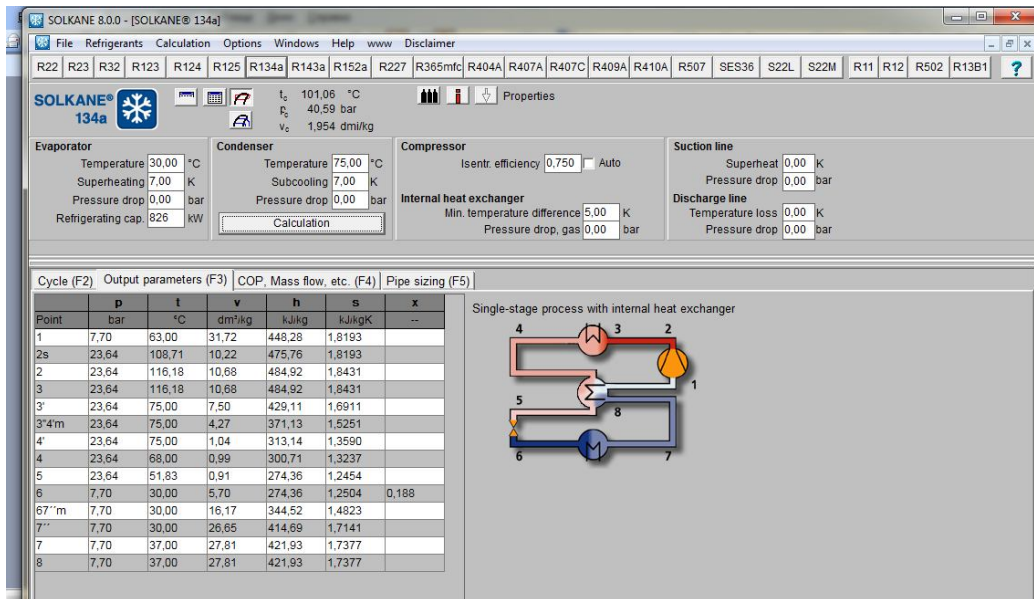 SOLKANE 8.0.0 - [SOLKANE® 134a]
File Refrigerants Calculation Options Windows Help www Disclaimer
R22 R23 R32 R123 R124 R125 R134a R143a R152a R227 R365mfc R404A R407A R407C R409A R410A R507 SES36 S22L S22M R11 R12 R502 R13B1 ?
SOLKANE® 134a
tc 101,06 °C
pc 40,59 bar
vc 1,954 dmi/kg
Properties
Evaporator
Temperature 30,00 °C
Superheating 7,00 K
Pressure drop 0,00 bar
Refrigerating cap. 826 kW
Condenser
Temperature 75,00 °C
Subcooling 7,00 K
Pressure drop 0,00 bar
Calculation
Compressor
Isentr. efficiency 0,750 Auto
Internal heat exchanger
Min. temperature difference 5,00 K
Pressure drop, gas 0,00 bar
Suction line
Superheat 0,00 K
Pressure drop 0,00 bar
Discharge line
Temperature loss 0,00 K
Pressure drop 0,00 bar
Cycle (F2) Output parameters (F3) COP, Mass flow, etc. (F4) Pipe sizing (F5)
p t v h s x
Point bar °C dm³/kg kJ/kg kJ/kgK --
1 7,70 63,00 31,72 448,28 1,8193
2s 23,64 108,71 10,22 475,76 1,8193
2 23,64 116,18 10,68 484,92 1,8431
3 23,64 116,18 10,68 484,92 1,8431
3' 23,64 75,00 7,50 429,11 1,6911
3"4'm 23,64 75,00 4,27 371,13 1,5251
4' 23,64 75,00 1,04 313,14 1,3590
4 23,64 68,00 0,99 300,71 1,3237
5 23,64 51,83 0,91 274,36 1,2454
6 7,70 30,00 5,70 274,36 1,2504 0,188
67´´m 7,70 30,00 16,17 344,52 1,4823
7´´ 7,70 30,00 26,65 414,69 1,7141
7 7,70 37,00 27,81 421,93 1,7377
8 7,70 37,00 27,81 421,93 1,7377
Single-stage process with internal heat exchanger
4 3 2
1
5
8
6 7